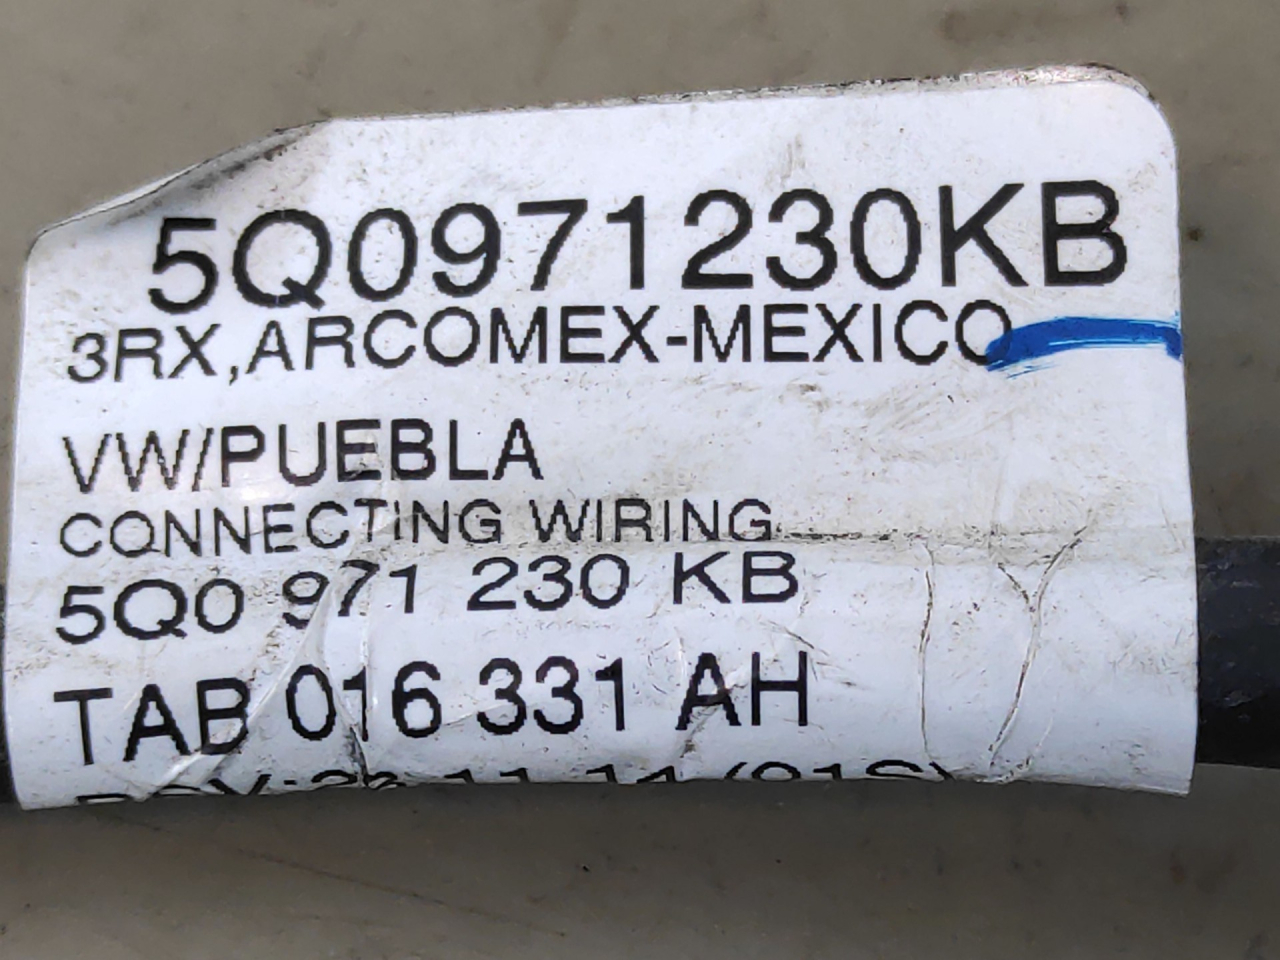 5Q0971230KB
3RX,ARCOMEX-MEXICO
VW/PUEBLA
CONNECTING WIRING
5Q0 971 230 KB
TAB 016 331 AH